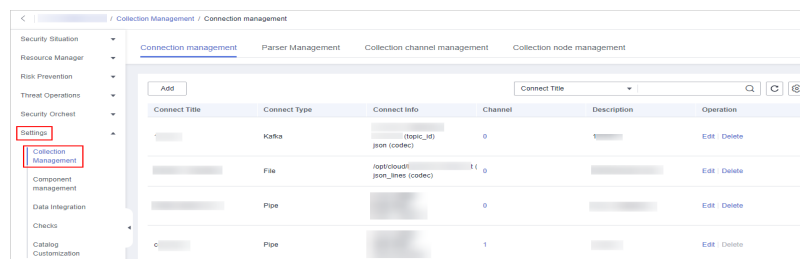 / Collection Management / Connection management
Security Situation
Resource Manager
Risk Prevention
Threat Operations
Security Orchest
Settings
Collection
Management
Component
management
Data Integration
Checks
Catalog
Customization
Connection management Parser Management Collection channel management Collection node management
Add
Connect Title
Connect Title Connect Type Connect Info Channel Description Operation
Kafka (topic_id) 0 Edit Delete
json (codec)
File /opt/cloud/ 0 Edit Delete
json_lines (codec)
Pipe 0 Edit Delete
Pipe 1 Edit Delete